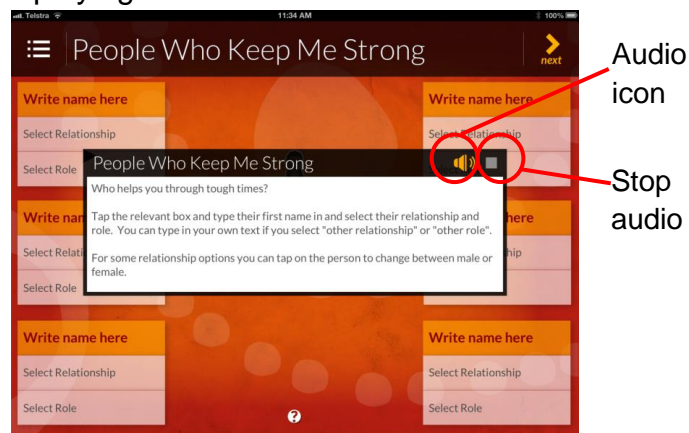 Telstra 11:34 AM 100%
People Who Keep Me Strong
next
Audio
icon
Write name here Write name here
Select Relationship Select Relationship
Select Role
People Who Keep Me Strong
Who helps you through tough times?
Stop
audio
Tap the relevant box and type their first name in and select their relationship and
role. You can type in your own text if you select "other relationship" or "other role".
For some relationship options you can tap on the person to change between male or
female.
Write nam here
Select Relati
Select Role Select Role
Write name here Write name here
Select Relationship Select Relationship
Select Role Select Role
?